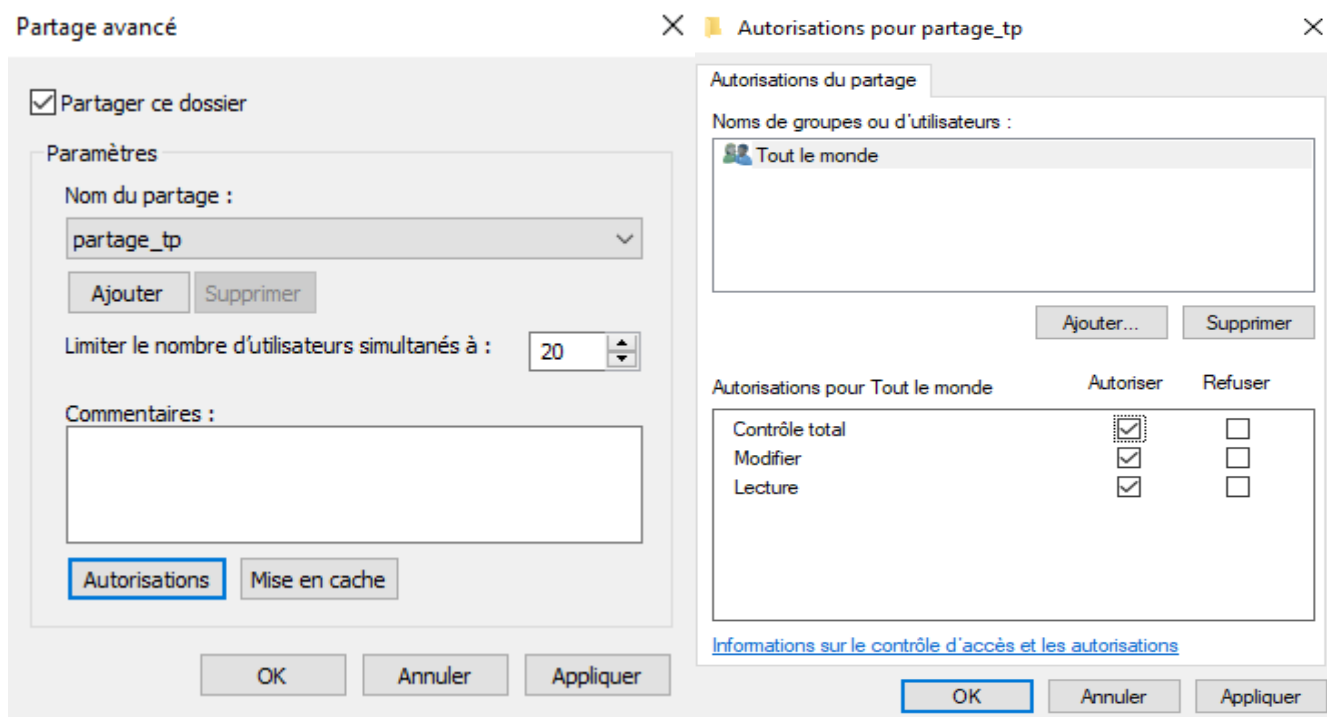 Partage avancé
Partager ce dossier
Paramètres
Nom du partage :
partage_tp
Ajouter Supprimer
Limiter le nombre d'utilisateurs simultanés à : 20
Commentaires :
Autorisations Mise en cache
OK Annuler Appliquer
Autorisations pour partage_tp
Autorisations du partage
Noms de groupes ou d'utilisateurs :
Tout le monde
Ajouter... Supprimer
Autorisations pour Tout le monde Autoriser Refuser
Contrôle total
Modifier
Lecture
Informations sur le contrôle d'accès et les autorisations
OK Annuler Appliquer